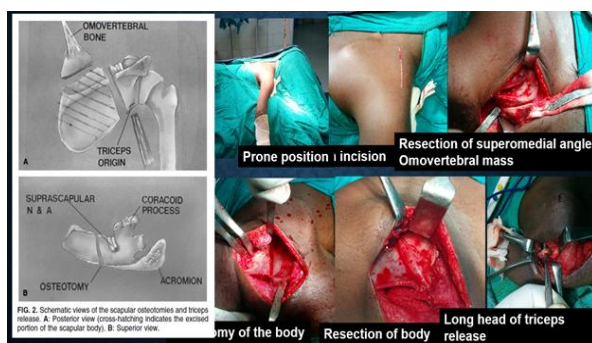 OMOVERTEBRAL
BONE
TRICEPS
ORIGIN
A
SUPRASCAPULAR
N & A
CORACOID
PROCESS
OSTEOTOMY
ACROMION
B
FIG. 2. Schematic views of the scapular osteotomies and triceps
release. A: Posterior view (cross-hatching indicates the excised
portion of the scapular body). B: Superior view.
Prone position
incision
Resection of superomedial angle
Omovertebral mass
omy of the body
Resection of body
Long head of triceps
release